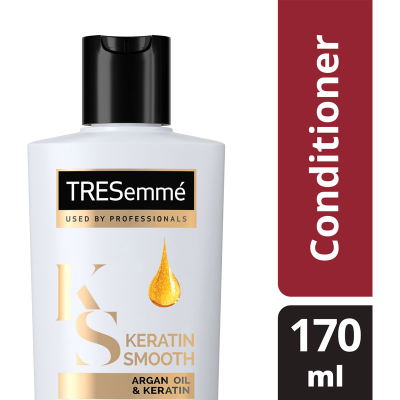 TRESemmé
USED BY PROFESSIONALS
KS
KERATIN
SMOOTH
ARGAN OIL
& KERATIN
Conditioner
170
ml